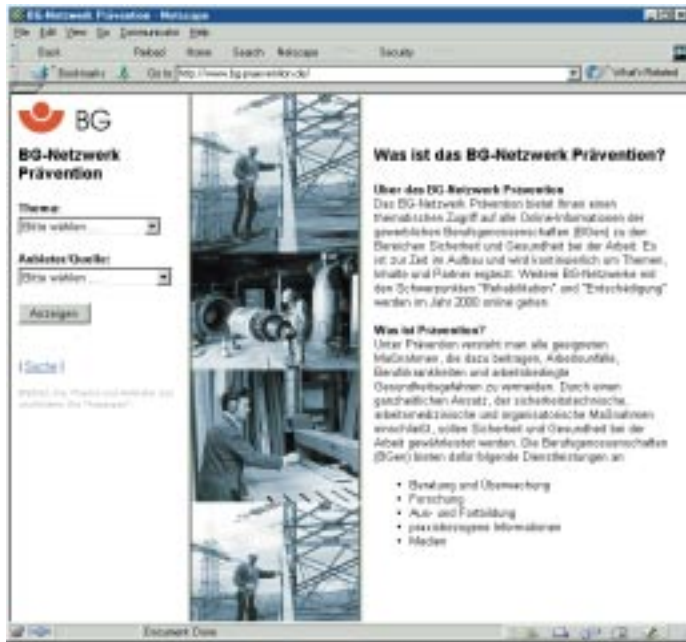 BG-Netzwerk Prävention - Netscape
File Edit View Go Communicator Help
Back Reload Home Search Netscape Security
Bookmarks Go to http://www.bg-praevention.de/ What's Related
BG
BG-Netzwerk
Prävention
Thema:
Bitte wählen ...
Anbieter/Quelle:
Bitte wählen ...
Anzeigen
[ Suche ]
Was ist das BG-Netzwerk Prävention?
Über das BG-Netzwerk Prävention
Das BG-Netzwerk Prävention bietet Ihnen einen
thematischen Zugriff auf alle Online-Informationen der
gewerblichen Berufsgenossenschaften (BGen) zu den
Bereichen Sicherheit und Gesundheit bei der Arbeit. Es
ist zur Zeit im Aufbau und wird kontinuierlich um Themen,
Inhalte und Partner ergänzt. Weitere BG-Netzwerke mit
den Schwerpunkten "Rehabilitation" und "Entschädigung"
werden im Jahr 2000 online gehen.
Was ist Prävention?
Unter Prävention versteht man alle geeigneten
Maßnahmen, die dazu beitragen, Arbeitsunfälle,
Berufskrankheiten und arbeitsbedingte
Gesundheitsgefahren zu vermeiden. Durch einen
ganzheitlichen Ansatz, der sicherheitstechnische,
arbeitsmedizinische und organisatorische Maßnahmen
einschließt, sollen Sicherheit und Gesundheit bei der
Arbeit gewährleistet werden. Die Berufsgenossenschaften
(BGen) bieten dafür folgende Dienstleistungen an
• Beratung und Überwachung
• Forschung
• Aus- und Fortbildung
• praxisbezogene Informationen
• Medien
Document: Done